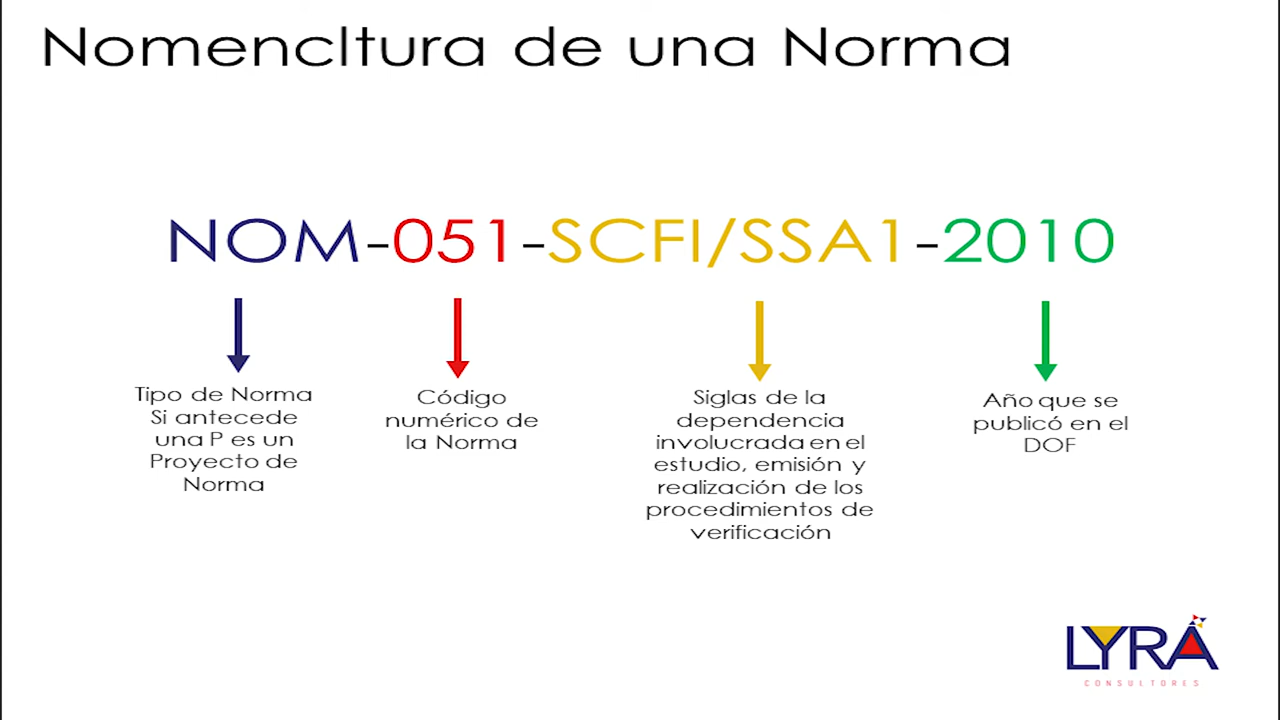 Nomencltura de una Norma
NOM-051-SCFI/SSA1-2010
Tipo de Norma
Si antecede
una P es un
Proyecto de
Norma
Código
numérico de
la Norma
Siglas de la
dependencia
involucrada en el
estudio, emisión y
realización de los
procedimientos de
verificación
Año que se
publicó en el
DOF
LYRA
CONSULTORES